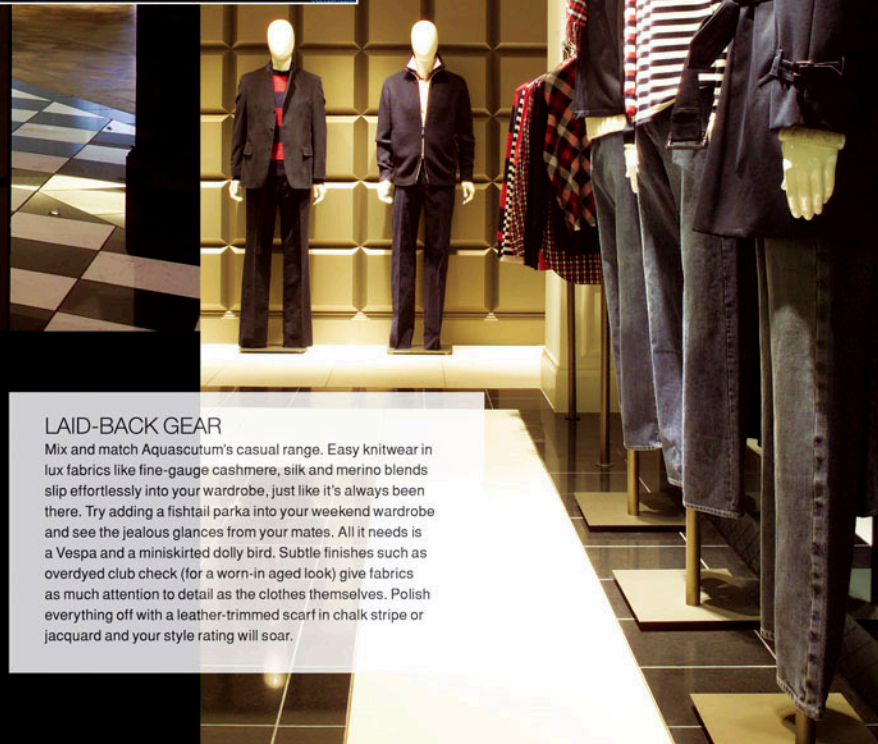 LAID-BACK GEAR
Mix and match Aquascutum's casual range. Easy knitwear in
lux fabrics like fine-gauge cashmere, silk and merino blends
slip effortlessly into your wardrobe, just like it's always been
there. Try adding a fishtail parka into your weekend wardrobe
and see the jealous glances from your mates. All it needs is
a Vespa and a miniskirted dolly bird. Subtle finishes such as
overdyed club check (for a worn-in aged look) give fabrics
as much attention to detail as the clothes themselves. Polish
everything off with a leather-trimmed scarf in chalk stripe or
jacquard and your style rating will soar.